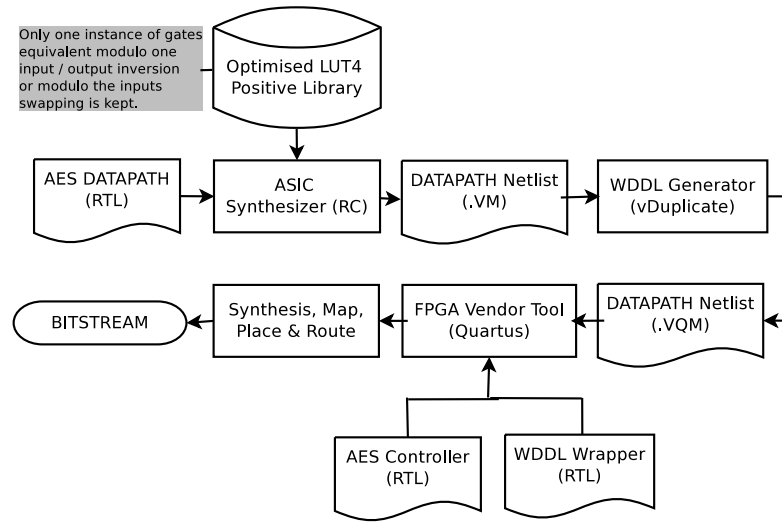 Only one instance of gates
equivalent modulo one
input / output inversion
or modulo the inputs
swapping is kept.
Optimised LUT4
Positive Library
AES DATAPATH
(RTL)
ASIC
Synthesizer (RC)
DATAPATH Netlist
(.VM)
WDDL Generator
(vDuplicate)
BITSTREAM
Synthesis, Map,
Place & Route
FPGA Vendor Tool
(Quartus)
DATAPATH Netlist
(.VQM)
AES Controller
(RTL)
WDDL Wrapper
(RTL)